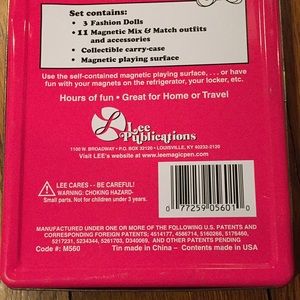 Set contains:
• 3 Fashion Dolls
• 11 Magnetic Mix & Match outfits
and accessories
• Collectible carry-case
• Magnetic playing surface
Use the self-contained magnetic playing surface, . . . or have
fun with your magnets on the refrigerator, your locker, etc.
Hours of fun • Great for Home or Travel
Lee
Publications
1100 W. BROADWAY • P.O. BOX 32120 • LOUISVILLE, KY 40232-2120
Visit LEE's website at www.leemagicpen.com
LEE CARES - - BE CAREFUL!
WARNING: CHOKING HAZARD-
Small parts. Not for children under 3 years.
0 77259 05601 0
MANUFACTURED UNDER ONE OR MORE OF THE FOLLOWING U.S. PATENTS AND
CORRESPONDING FOREIGN PATENTS: 4514177, 4586714, 5160266, 5175460,
5217231, 5234344, 5261703, D340069, AND OTHER PATENTS PENDING
Code #: M560 Tin made in China – Contents made in USA